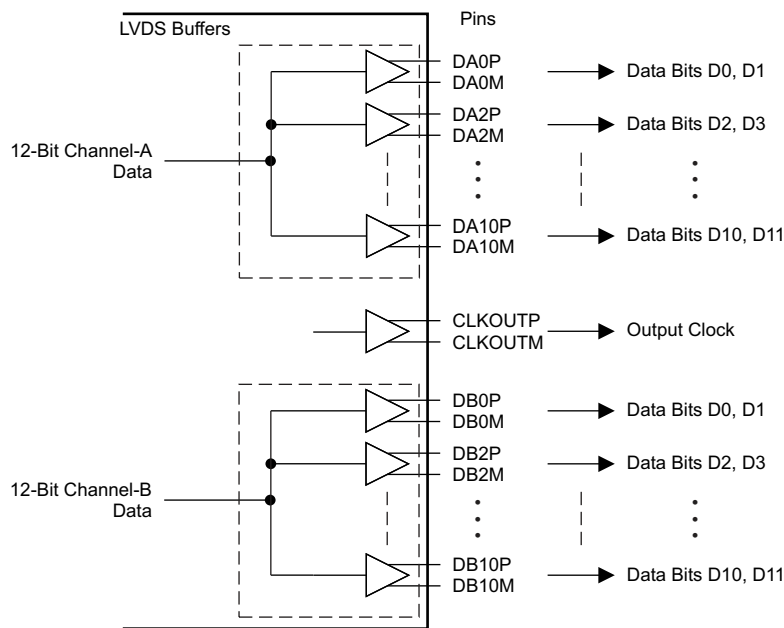 LVDS Buffers
Pins
12-Bit Channel-A
Data
DA0P
DA0M
Data Bits D0, D1
DA2P
DA2M
Data Bits D2, D3
DA10P
DA10M
Data Bits D10, D11
CLKOUTP
CLKOUTM
Output Clock
12-Bit Channel-B
Data
DB0P
DB0M
Data Bits D0, D1
DB2P
DB2M
Data Bits D2, D3
DB10P
DB10M
Data Bits D10, D11